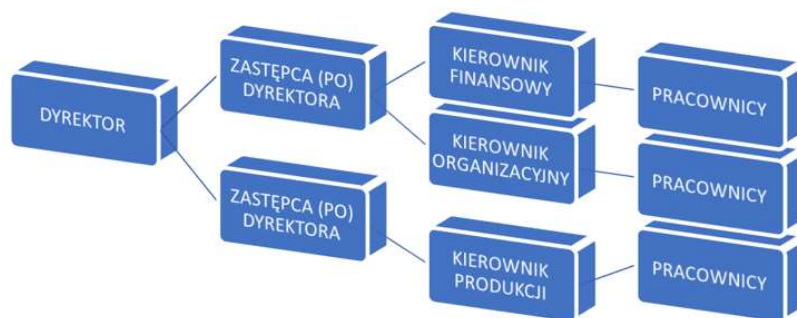 DYREKTOR
ZASTĘPCA (PO)
DYREKTORA
ZASTĘPCA (PO)
DYREKTORA
KIEROWNIK
FINANSOWY
KIEROWNIK
ORGANIZACYJNY
KIEROWNIK
PRODUKCJI
PRACOWNICY
PRACOWNICY
PRACOWNICY